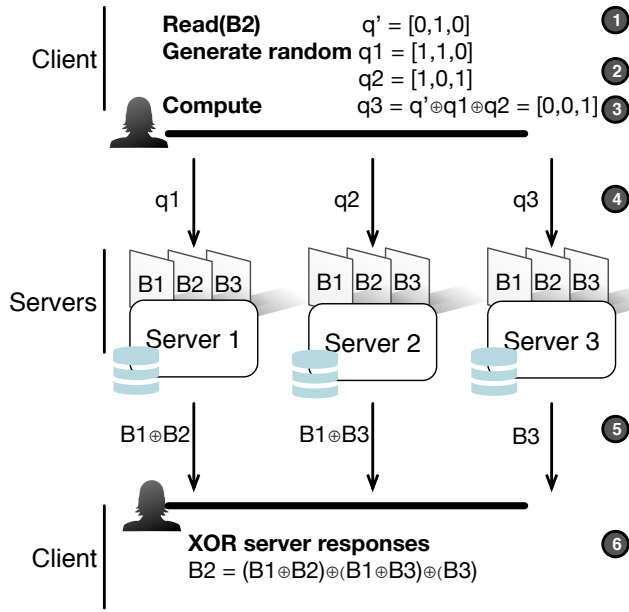 Read(B2) q' = [0,1,0] 1
Generate random q1 = [1,1,0]
q2 = [1,0,1] 2
Client
Compute q3 = q'⊕q1⊕q2 = [0,0,1] 3
q1 q2 q3 4
B1 B2 B3 B1 B2 B3 B1 B2 B3
Servers
Server 1 Server 2 Server 3
B1⊕B2 B1⊕B3 B3 5
Client
XOR server responses 6
B2 = (B1⊕B2)⊕(B1⊕B3)⊕(B3)